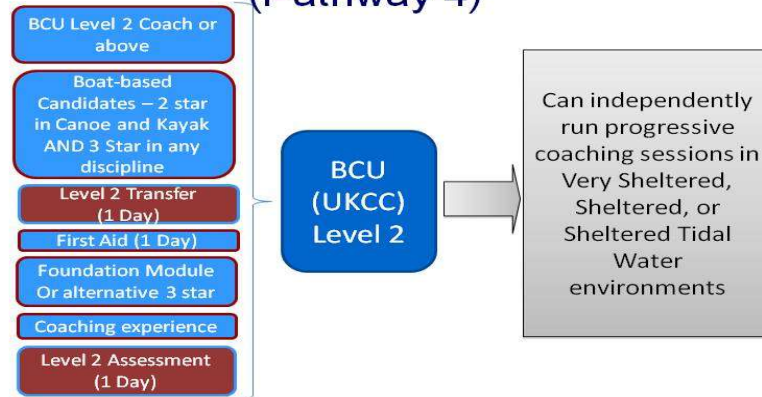 (Pathway 4)
BCU Level 2 Coach or
above
Boat-based
Candidates – 2 star
in Canoe and Kayak
AND 3 Star in any
discipline
Level 2 Transfer
(1 Day)
First Aid (1 Day)
Foundation Module
Or alternative 3 star
Coaching experience
Level 2 Assessment
(1 Day)
BCU
(UKCC)
Level 2
Can independently
run progressive
coaching sessions in
Very Sheltered,
Sheltered, or
Sheltered Tidal
Water
environments